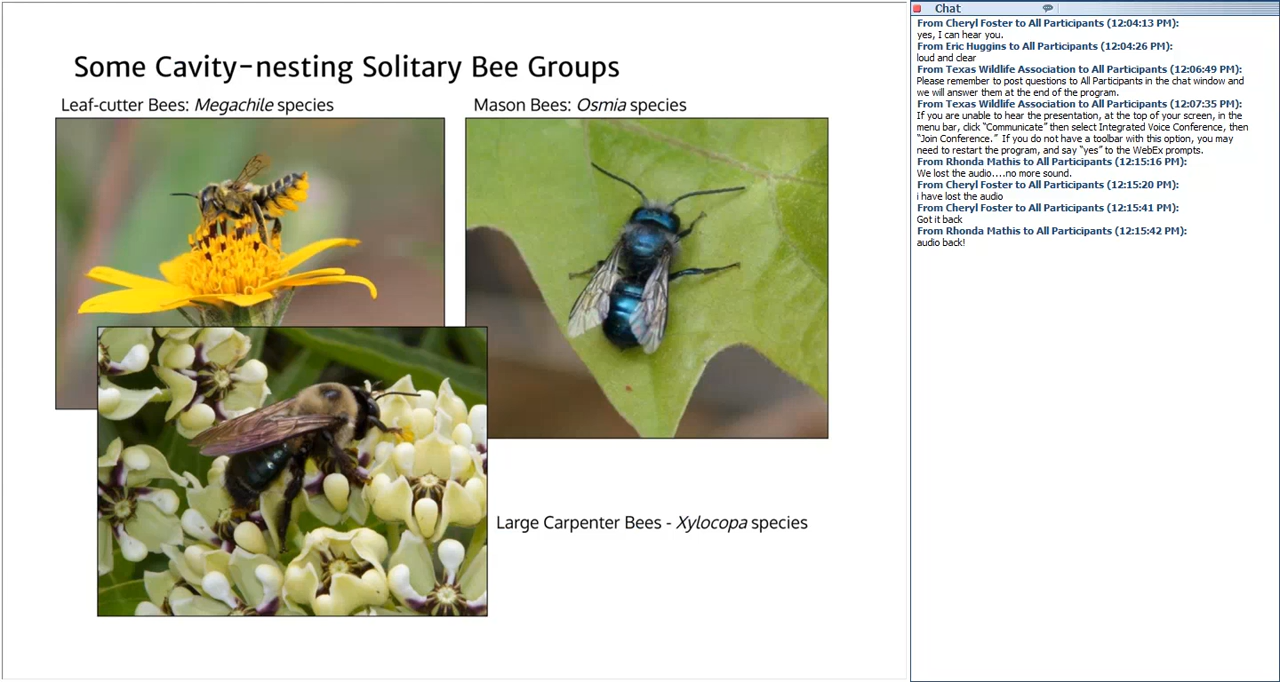 Some Cavity-nesting Solitary Bee Groups
Leaf-cutter Bees: Megachile species
Mason Bees: Osmia species
Large Carpenter Bees - Xylocopa species
Chat
From Cheryl Foster to All Participants (12:04:13 PM):
yes, I can hear you.
From Eric Huggins to All Participants (12:04:26 PM):
loud and clear
From Texas Wildlife Association to All Participants (12:06:49 PM):
Please remember to post questions to All Participants in the chat window and
we will answer them at the end of the program.
From Texas Wildlife Association to All Participants (12:07:35 PM):
If you are unable to hear the presentation, at the top of your screen, in the
menu bar, click "Communicate" then select Integrated Voice Conference, then
"Join Conference." If you do not have a toolbar with this option, you may
need to restart the program, and say "yes" to the WebEx prompts.
From Rhonda Mathis to All Participants (12:15:16 PM):
We lost the audio....no more sound.
From Cheryl Foster to All Participants (12:15:20 PM):
i have lost the audio
From Cheryl Foster to All Participants (12:15:41 PM):
Got it back
From Rhonda Mathis to All Participants (12:15:42 PM):
audio back!